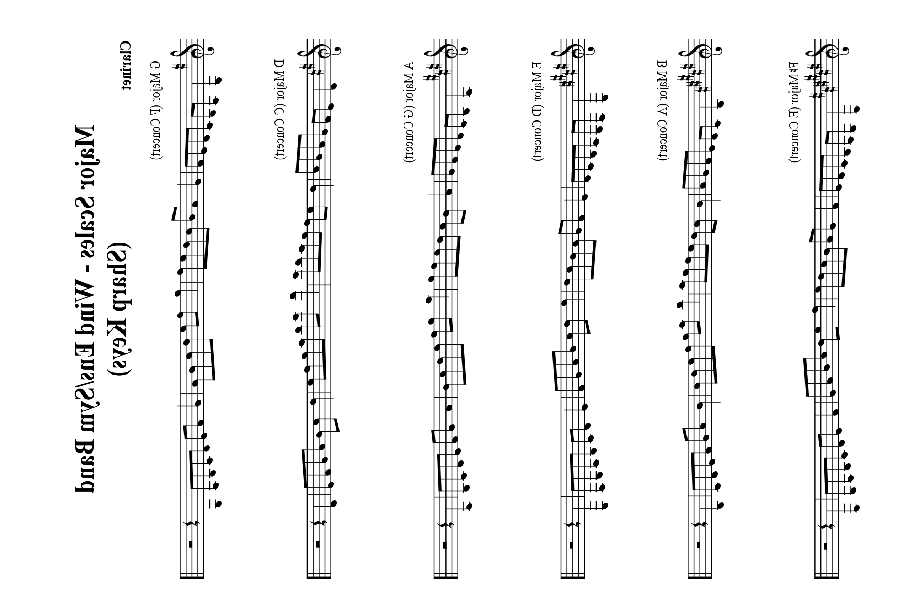 Major Scales - Wind Ens/Sym Band
(Sharp Keys)
Clarinet
G Major (F Concert)
D Major (C Concert)
A Major (G Concert)
E Major (D Concert)
B Major (A Concert)
F# Major (E Concert)